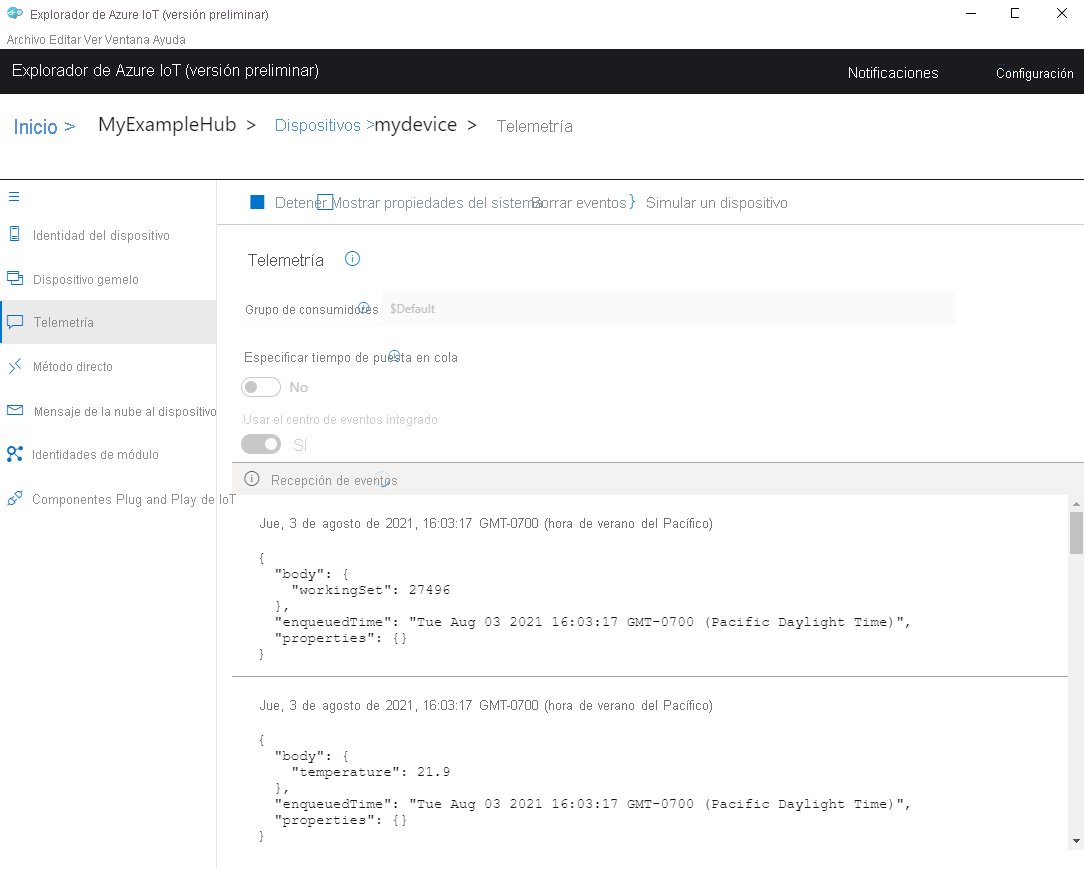 Explorador de Azure IoT (versión preliminar)
Archivo Editar Ver Ventana Ayuda
Explorador de Azure IoT (versión preliminar)
Notificaciones
Configuración
Inicio > MyExampleHub > Dispositivos >mydevice > Telemetría
Detener Mostrar propiedades del sistema Borrar eventos } Simular un dispositivo
Identidad del dispositivo
Dispositivo gemelo
Telemetría
Método directo
Mensaje de la nube al dispositivo
Identidades de módulo
Componentes Plug and Play de IoT
Telemetría
Grupo de consumidores $Default
Especificar tiempo de puesta en cola
No
Usar el centro de eventos integrado
Sí
Recepción de eventos
Jue, 3 de agosto de 2021, 16:03:17 GMT-0700 (hora de verano del Pacífico)
{
"body": {
"workingSet": 27496
},
"enqueuedTime": "Tue Aug 03 2021 16:03:17 GMT-0700 (Pacific Daylight Time)",
"properties": {}
}
Jue, 3 de agosto de 2021, 16:03:17 GMT-0700 (hora de verano del Pacífico)
{
"body": {
"temperature": 21.9
},
"enqueuedTime": "Tue Aug 03 2021 16:03:17 GMT-0700 (Pacific Daylight Time)",
"properties": {}
}